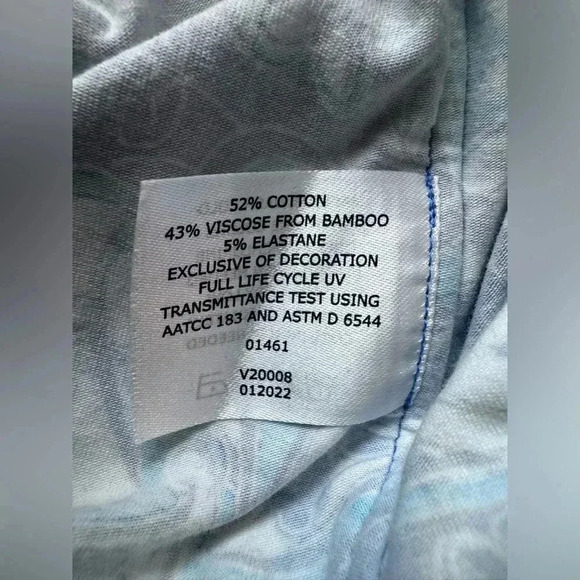 52% COTTON
43% VISCOSE FROM BAMBOO
5% ELASTANE
EXCLUSIVE OF DECORATION
FULL LIFE CYCLE UV
TRANSMITTANCE TEST USING
AATCC 183 AND ASTM D 6544
01461
V20008
012022